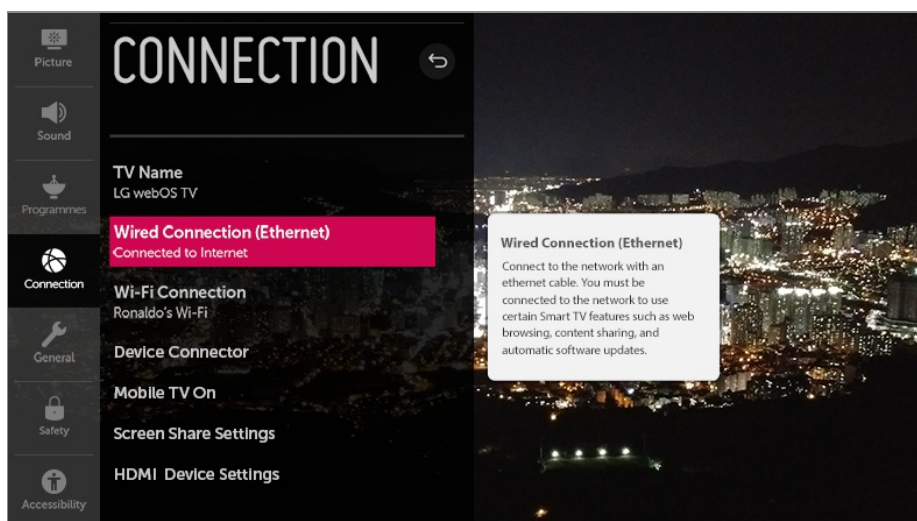 Picture
Sound
Programmes
Connection
General
Safety
Accessibility
CONNECTION
TV Name
LG webOS TV
Wired Connection (Ethernet)
Connected to Internet
Wi-Fi Connection
Ronaldo's Wi-Fi
Device Connector
Mobile TV On
Screen Share Settings
HDMI Device Settings
Wired Connection (Ethernet)
Connect to the network with an
ethernet cable. You must be
connected to the network to use
certain Smart TV features such as web
browsing, content sharing, and
automatic software updates.